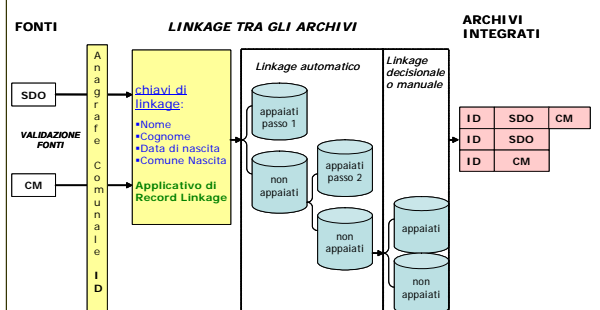 FONTI
LINKAGE TRA GLI ARCHIVI
ARCHIVI
INTEGRATI
SDO
VALIDAZIONE
FONTI
CM
Anagrafe Comunale ID
chiavi di
linkage:
▪Nome
▪Cognome
▪Data di nascita
▪Comune Nascita
Applicativo di
Record Linkage
Linkage automatico
appaiati
passo 1
non
appaiati
appaiati
passo 2
non
appaiati
Linkage
decisionale
o manuale
appaiati
non
appaiati
ID SDO CM
ID SDO
ID CM